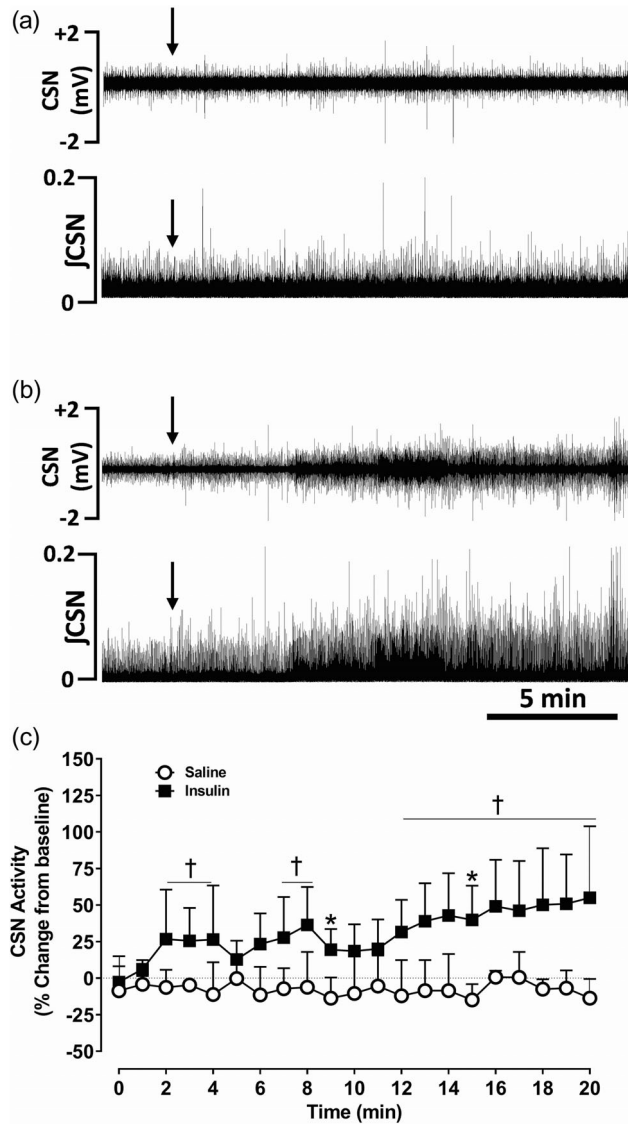 (a)
+2
CSN
(mV)
-2
0.2
∫CSN
0
(b)
+2
CSN
(mV)
-2
0.2
∫CSN
0
5 min
(c)
150
125
100
75
50
25
0
-25
-50
CSN Activity
(% Change from baseline)
Saline
Insulin
†
†
*
*
†
0 2 4 6 8 10 12 14 16 18 20
Time (min)